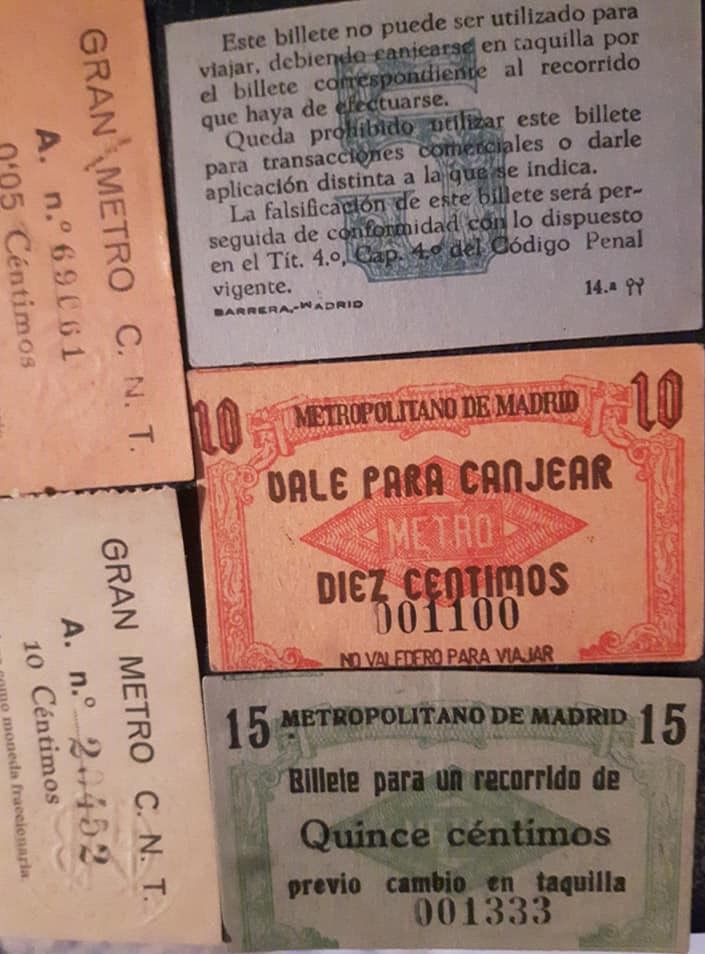 GRAN METRO C. N. T.
A. n.º 69061
0'05 Céntimos
GRAN METRO C. N. T.
A. n.º
10 Céntimos
como moneda fraccionaria.
Este billete no puede ser utilizado para
viajar, debiendo canjearse en taquilla por
el billete correspondiente al recorrido
que haya de efectuarse.
Queda prohibido utilizar este billete
para transacciones comerciales o darle
aplicación distinta a la que se indica.
La falsificación de este billete será per-
seguida de conformidad con lo dispuesto
en el Tít. 4.º, Cap. 4.º del Código Penal
vigente.
14.ª
BARRERA.-MADRID
10 METROPOLITANO DE MADRID 10
VALE PARA CANJEAR
METRO
DIEZ CENTIMOS
001100
NO VALEDERO PARA VIAJAR
15 METROPOLITANO DE MADRID 15
Billete para un recorrido de
Quince céntimos
previo cambio en taquilla
001333